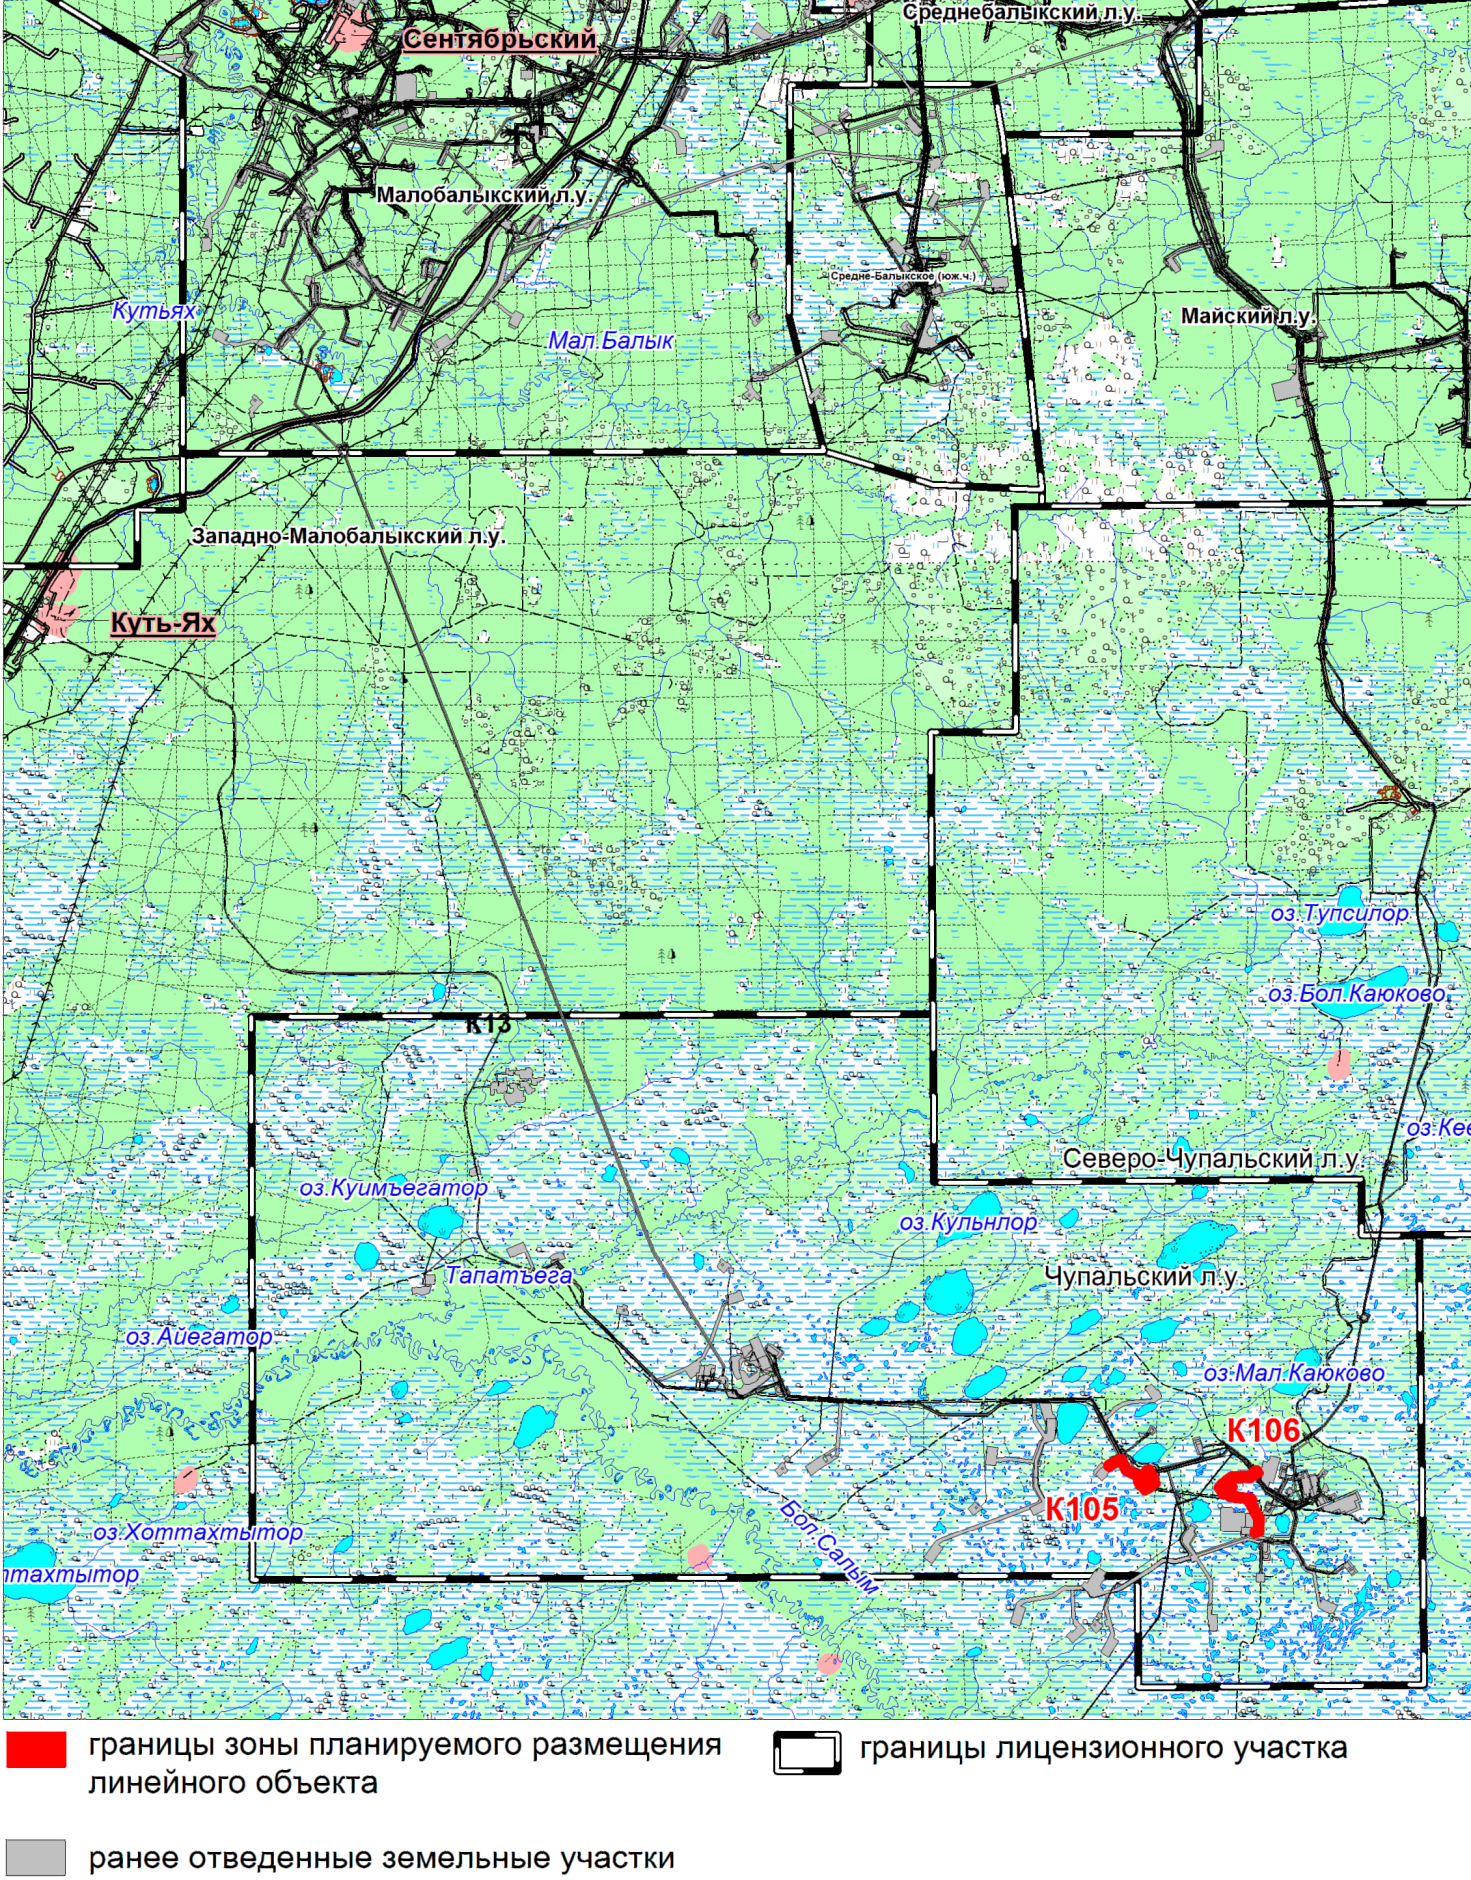 Среднебалыкский л.у.
Сентябрьский
Малобалыкский л.у.
Средне-Балыкское (юж.ч.)
Кутьях
Майский л.у.
Мал.Балык
Западно-Малобалыкский л.у.
Куть-Ях
оз.Тупсилор
оз.Бол.Каюково
К13
оз.Кее
Северо-Чупальский л.у.
оз.Куимъегатор
оз.Кульнлор
Тапатъега
Чупальский л.у.
оз.Айегатор
оз.Мал.Каюково
К106
К105
оз.Хоттахтытор
Бол.Салым
ттахтытор
границы зоны планируемого размещения
линейного объекта
границы лицензионного участка
ранее отведенные земельные участки